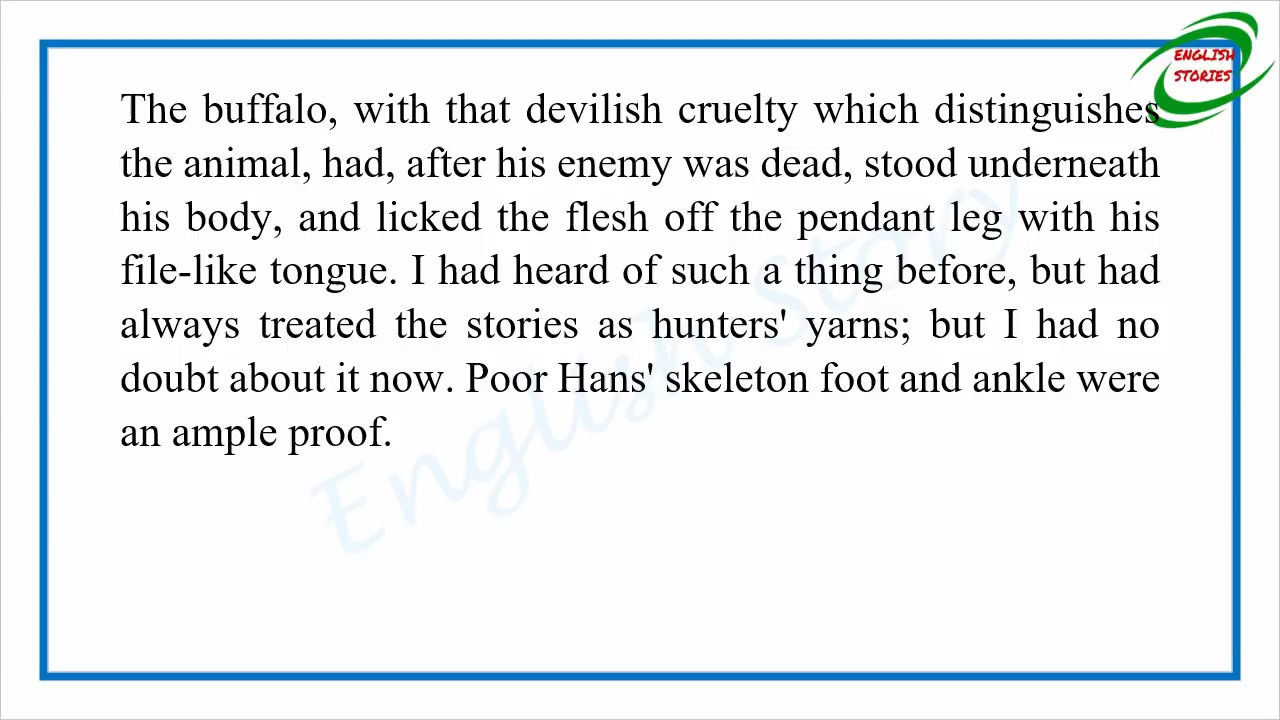 ENGLISH
STORIES
The buffalo, with that devilish cruelty which distinguishes
the animal, had, after his enemy was dead, stood underneath
his body, and licked the flesh off the pendant leg with his
file-like tongue. I had heard of such a thing before, but had
always treated the stories as hunters' yarns; but I had no
doubt about it now. Poor Hans' skeleton foot and ankle were
an ample proof.
English Story